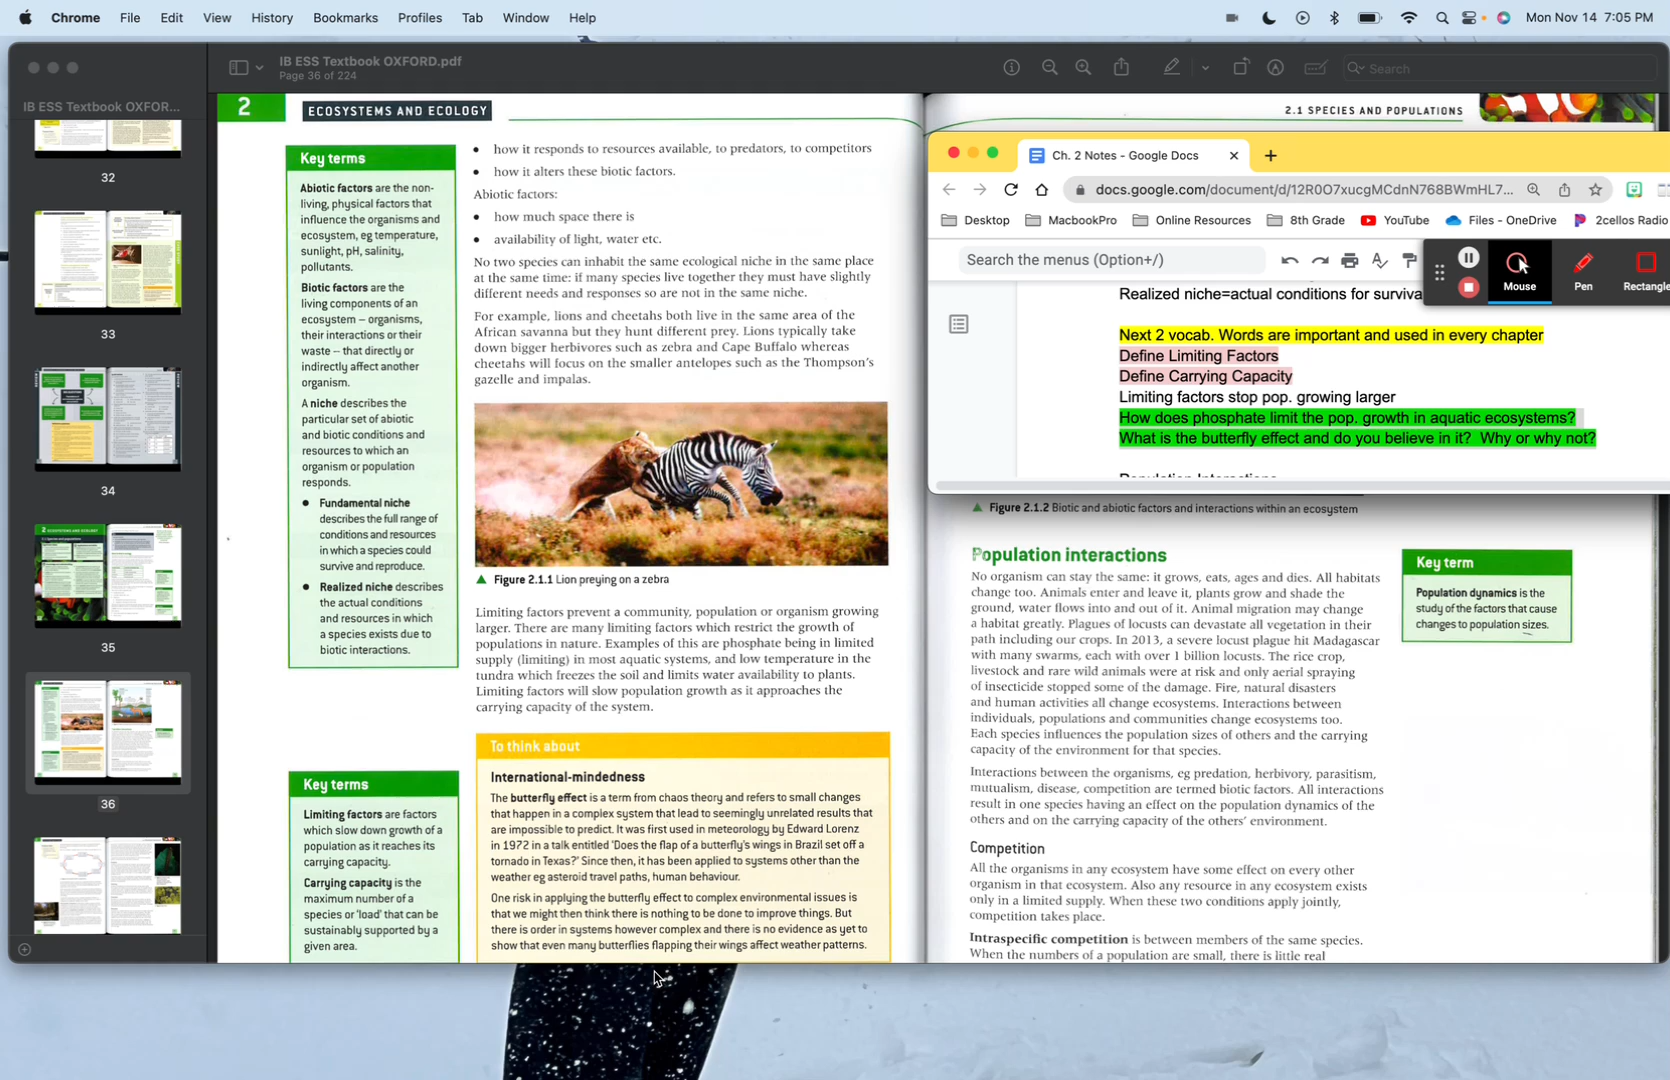 Chrome File Edit View History Bookmarks Profiles Tab Window Help
Mon Nov 14 7:05 PM
IB ESS Textbook OXFORD.pdf
Page 36 of 224
Search
IB ESS Textbook OXFOR...
32
33
34
35
36
2 ECOSYSTEMS AND ECOLOGY
Key terms
Abiotic factors are the non-
living, physical factors that
influence the organisms and
ecosystem, eg temperature,
sunlight, pH, salinity,
pollutants.
Biotic factors are the
living components of an
ecosystem – organisms,
their interactions or their
waste – that directly or
indirectly affect another
organism.
A niche describes the
particular set of abiotic
and biotic conditions and
resources to which an
organism or population
responds.
● Fundamental niche
describes the full range of
conditions and resources
in which a species could
survive and reproduce.
● Realized niche describes
the actual conditions
and resources in which
a species exists due to
biotic interactions.
Key terms
Limiting factors are factors
which slow down growth of a
population as it reaches its
carrying capacity.
Carrying capacity is the
maximum number of a
species or 'load' that can be
sustainably supported by a
given area.
● how it responds to resources available, to predators, to competitors
● how it alters these biotic factors.
Abiotic factors:
● how much space there is
● availability of light, water etc.
No two species can inhabit the same ecological niche in the same place
at the same time: if many species live together they must have slightly
different needs and responses so are not in the same niche.
For example, lions and cheetahs both live in the same area of the
African savanna but they hunt different prey. Lions typically take
down bigger herbivores such as zebra and Cape Buffalo whereas
cheetahs will focus on the smaller antelopes such as the Thompson's
gazelle and impalas.
▲ Figure 2.1.1 Lion preying on a zebra
Limiting factors prevent a community, population or organism growing
larger. There are many limiting factors which restrict the growth of
populations in nature. Examples of this are phosphate being in limited
supply (limiting) in most aquatic systems, and low temperature in the
tundra which freezes the soil and limits water availability to plants.
Limiting factors will slow population growth as it approaches the
carrying capacity of the system.
To think about
International-mindedness
The butterfly effect is a term from chaos theory and refers to small changes
that happen in a complex system that lead to seemingly unrelated results that
are impossible to predict. It was first used in meteorology by Edward Lorenz
in 1972 in a talk entitled 'Does the flap of a butterfly's wings in Brazil set off a
tornado in Texas?' Since then, it has been applied to systems other than the
weather eg asteroid travel paths, human behaviour.
One risk in applying the butterfly effect to complex environmental issues is
that we might then think there is nothing to be done to improve things. But
there is order in systems however complex and there is no evidence as yet to
show that even many butterflies flapping their wings affect weather patterns.
2.1 SPECIES AND POPULATIONS
Ch. 2 Notes - Google Docs
docs.google.com/document/d/12R0O7xucgMCdnN768BWmHL7...
Desktop MacbookPro Online Resources 8th Grade YouTube Files - OneDrive 2cellos Radio
Search the menus (Option+/)
Mouse Pen Rectangle
Realized niche=actual conditions for surviva
Next 2 vocab. Words are important and used in every chapter
Define Limiting Factors
Define Carrying Capacity
Limiting factors stop pop. growing larger
How does phosphate limit the pop. growth in aquatic ecosystems?
What is the butterfly effect and do you believe in it? Why or why not?
Population Interactions
▲ Figure 2.1.2 Biotic and abiotic factors and interactions within an ecosystem
Population interactions
No organism can stay the same: it grows, eats, ages and dies. All habitats
change too. Animals enter and leave it, plants grow and shade the
ground, water flows into and out of it. Animal migration may change
a habitat greatly. Plagues of locusts can devastate all vegetation in their
path including our crops. In 2013, a severe locust plague hit Madagascar
with many swarms, each with over 1 billion locusts. The rice crop,
livestock and rare wild animals were at risk and only aerial spraying
of insecticide stopped some of the damage. Fire, natural disasters
and human activities all change ecosystems. Interactions between
individuals, populations and communities change ecosystems too.
Each species influences the population sizes of others and the carrying
capacity of the environment for that species.
Interactions between the organisms, eg predation, herbivory, parasitism,
mutualism, disease, competition are termed biotic factors. All interactions
result in one species having an effect on the population dynamics of the
others and on the carrying capacity of the others' environment.
Competition
All the organisms in any ecosystem have some effect on every other
organism in that ecosystem. Also any resource in any ecosystem exists
only in a limited supply. When these two conditions apply jointly,
competition takes place.
Intraspecific competition is between members of the same species.
When the numbers of a population are small, there is little real
Key term
Population dynamics is the
study of the factors that cause
changes to population sizes.